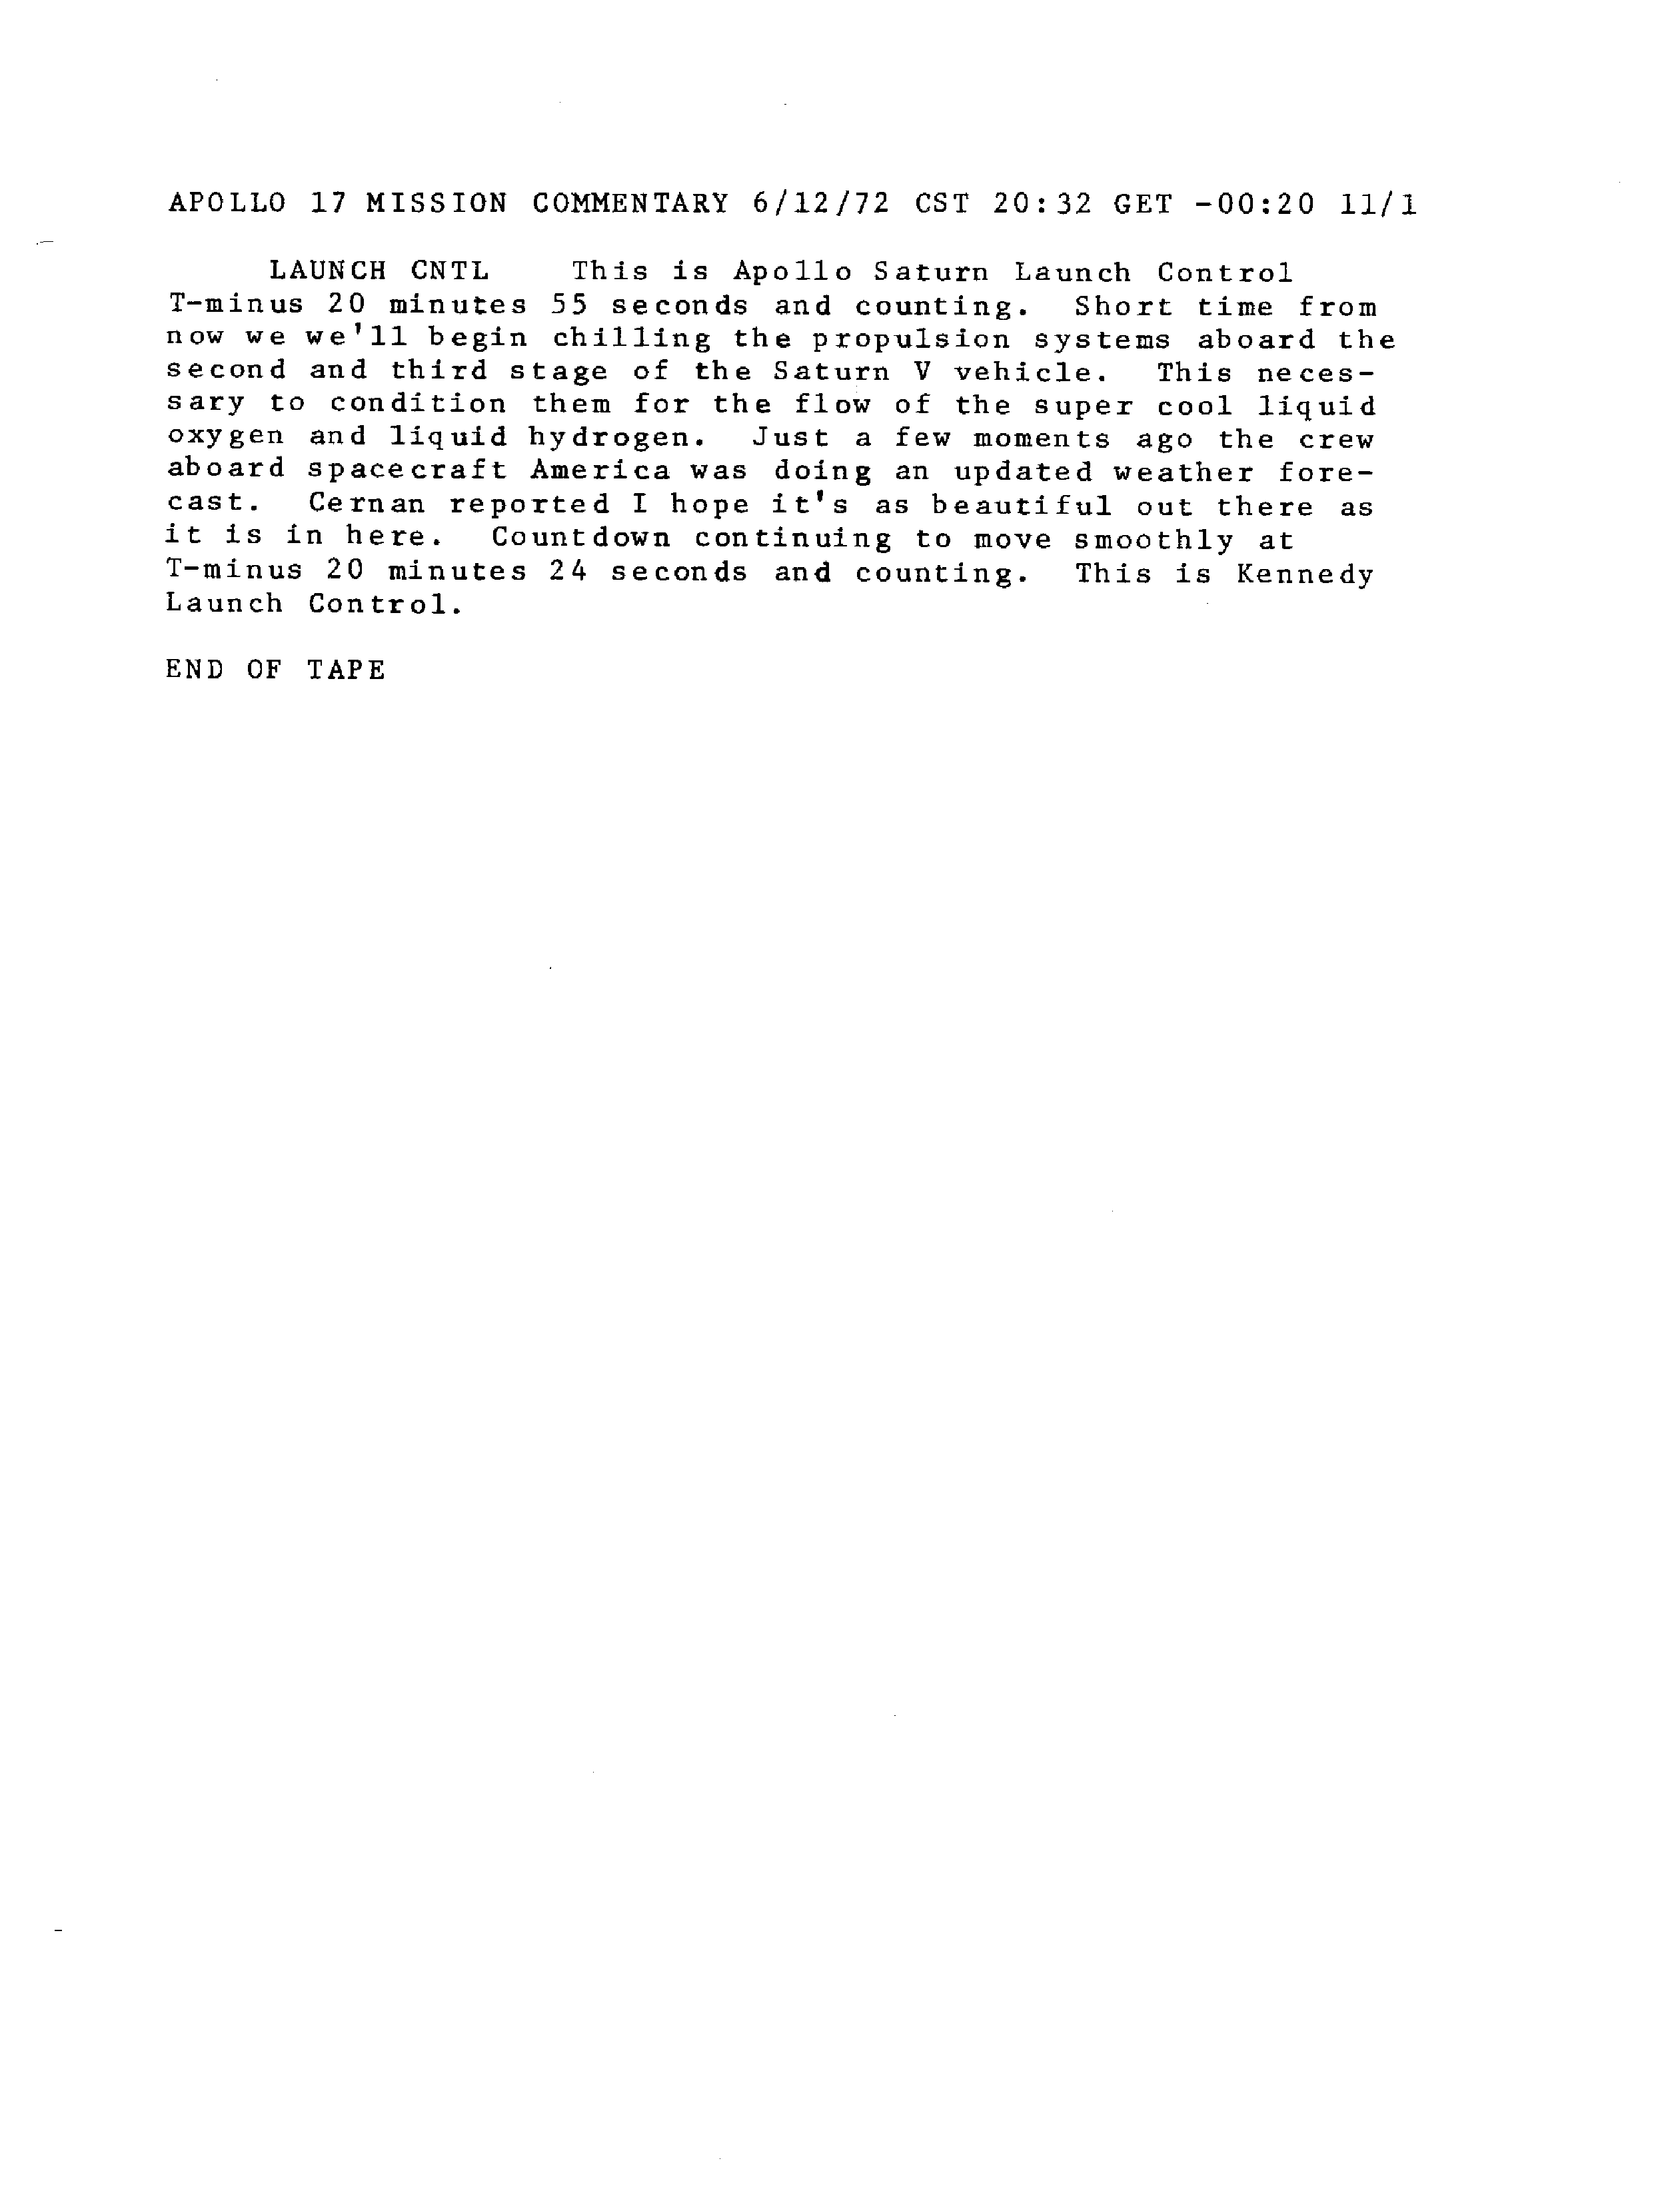 APOLLO 17 MISSION COMMENTARY 6/12/72 CST 20:32 GET -00:20 11/1
LAUNCH CNTL This is Apollo Saturn Launch Control
T-minus 20 minutes 55 seconds and counting. Short time from
now we we'll begin chilling the propulsion systems aboard the
second and third stage of the Saturn V vehicle. This neces-
sary to condition them for the flow of the super cool liquid
oxygen and liquid hydrogen. Just a few moments ago the crew
aboard spacecraft America was doing an updated weather fore-
cast. Cernan reported I hope it's as beautiful out there as
it is in here. Countdown continuing to move smoothly at
T-minus 20 minutes 24 seconds and counting. This is Kennedy
Launch Control.
END OF TAPE